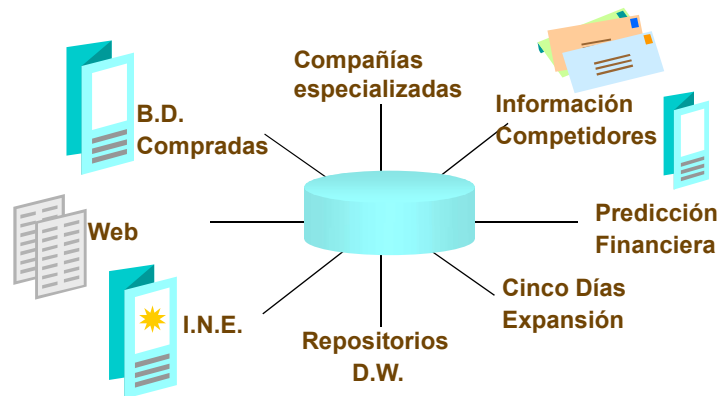 Compañías
especializadas
Información
Competidores
B.D.
Compradas
Web
Predicción
Financiera
I.N.E.
Cinco Días
Expansión
Repositorios
D.W.